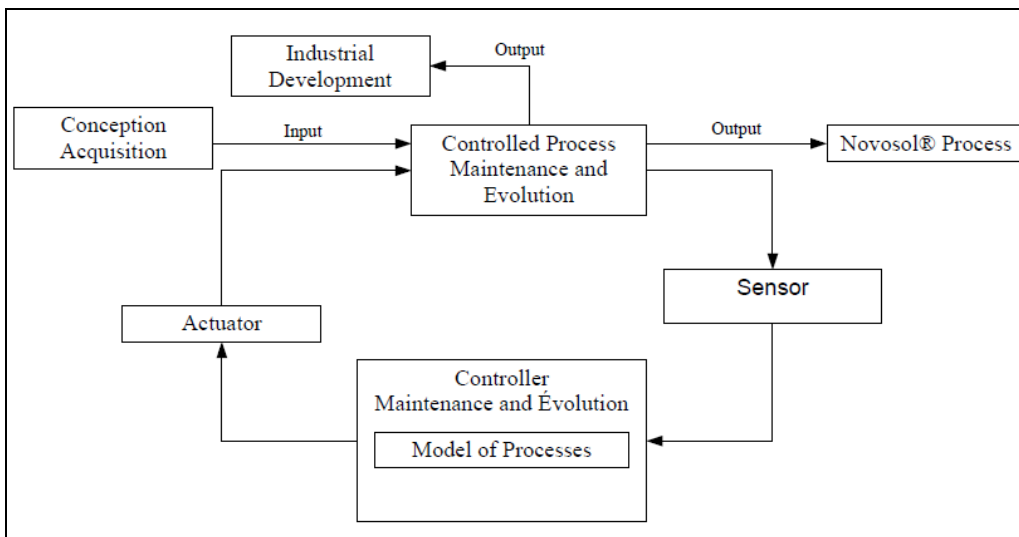 Industrial
Development
Output
Conception
Acquisition
Input
Controlled Process
Maintenance and
Evolution
Output
Novosol® Process
Sensor
Actuator
Controller
Maintenance and Évolution
Model of Processes